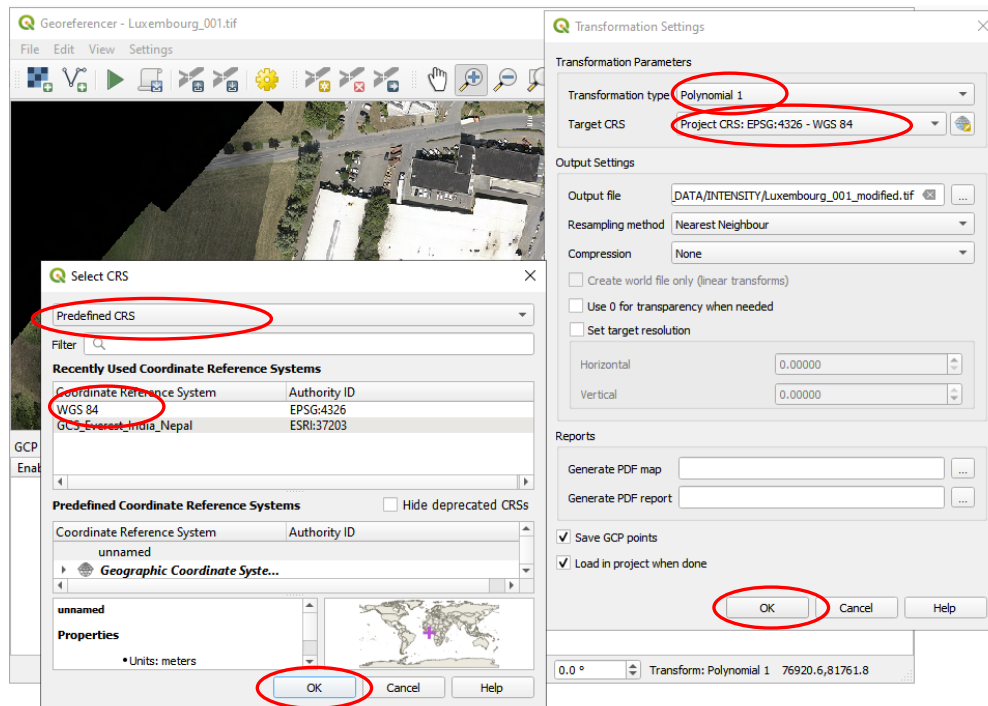 Georeferencer - Luxembourg_001.tif
File Edit View Settings
GCP
Enab
Select CRS
Predefined CRS
Filter
Recently Used Coordinate Reference Systems
Coordinate Reference System Authority ID
WGS 84 EPSG:4326
GCS_Everest_India_Nepal ESRI:37203
Predefined Coordinate Reference Systems Hide deprecated CRSs
Coordinate Reference System Authority ID
unnamed
Geographic Coordinate Syste...
unnamed
Properties
•Units: meters
OK Cancel Help
Transformation Settings
Transformation Parameters
Transformation type Polynomial 1
Target CRS Project CRS: EPSG:4326 - WGS 84
Output Settings
Output file _DATA/INTENSITY/Luxembourg_001_modified.tif ...
Resampling method Nearest Neighbour
Compression None
Create world file only (linear transforms)
Use 0 for transparency when needed
Set target resolution
Horizontal 0.00000
Vertical 0.00000
Reports
Generate PDF map ...
Generate PDF report ...
Save GCP points
Load in project when done
OK Cancel Help
0.0 ° Transform: Polynomial 1 76920.6,81761.8